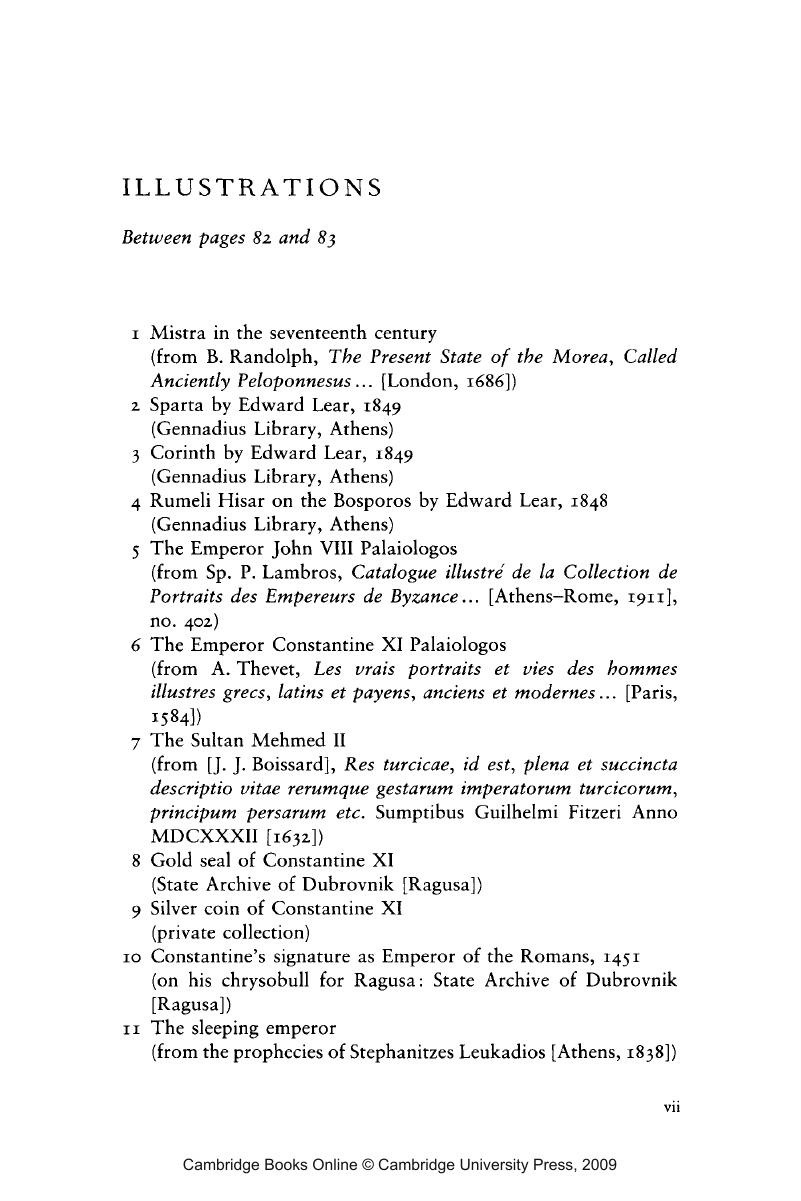 ILLUSTRATIONS
Between pages 82 and 83
1 Mistra in the seventeenth century
(from B. Randolph, The Present State of the Morea, Called
Anciently Peloponnesus... [London, 1686])
2 Sparta by Edward Lear, 1849
(Gennadius Library, Athens)
3 Corinth by Edward Lear, 1849
(Gennadius Library, Athens)
4 Rumeli Hisar on the Bosporos by Edward Lear, 1848
(Gennadius Library, Athens)
5 The Emperor John VIII Palaiologos
(from Sp. P. Lambros, Catalogue illustré de la Collection de
Portraits des Empereurs de Byzance... [Athens–Rome, 1911],
no. 402)
6 The Emperor Constantine XI Palaiologos
(from A. Thevet, Les vrais portraits et vies des hommes
illustres grecs, latins et payens, anciens et modernes... [Paris,
1584])
7 The Sultan Mehmed II
(from [J. J. Boissard], Res turcicae, id est, plena et succincta
descriptio vitae rerumque gestarum imperatorum turcicorum,
principum persarum etc. Sumptibus Guilhelmi Fitzeri Anno
MDCXXXII [1632])
8 Gold seal of Constantine XI
(State Archive of Dubrovnik [Ragusa])
9 Silver coin of Constantine XI
(private collection)
10 Constantine's signature as Emperor of the Romans, 1451
(on his chrysobull for Ragusa: State Archive of Dubrovnik
[Ragusa])
11 The sleeping emperor
(from the prophecies of Stephanitzes Leukadios [Athens, 1838])
vii
Cambridge Books Online © Cambridge University Press, 2009